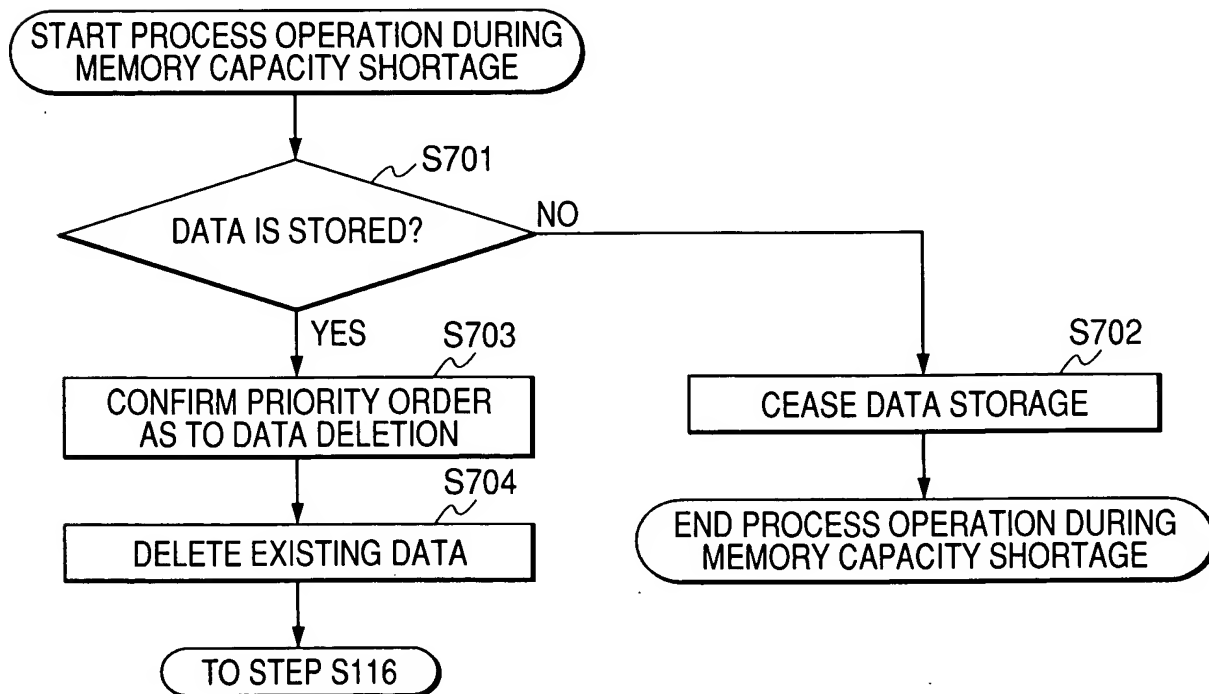 START PROCESS OPERATION DURING
MEMORY CAPACITY SHORTAGE
S701
DATA IS STORED?
NO
YES
S703
CONFIRM PRIORITY ORDER
AS TO DATA DELETION
S704
DELETE EXISTING DATA
TO STEP S116
S702
CEASE DATA STORAGE
END PROCESS OPERATION DURING
MEMORY CAPACITY SHORTAGE